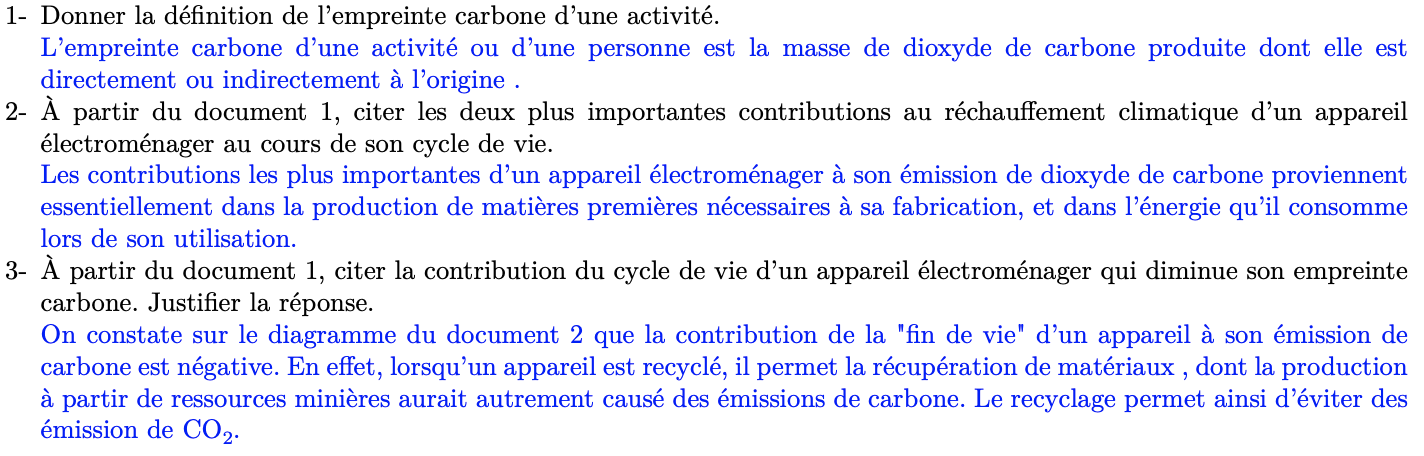 1- Donner la définition de l'empreinte carbone d'une activité.
L'empreinte carbone d'une activité ou d'une personne est la masse de dioxyde de carbone produite dont elle est
directement ou indirectement à l'origine .
2- À partir du document 1, citer les deux plus importantes contributions au réchauffement climatique d'un appareil
électroménager au cours de son cycle de vie.
Les contributions les plus importantes d'un appareil électroménager à son émission de dioxyde de carbone proviennent
essentiellement dans la production de matières premières nécessaires à sa fabrication, et dans l'énergie qu'il consomme
lors de son utilisation.
3- À partir du document 1, citer la contribution du cycle de vie d'un appareil électroménager qui diminue son empreinte
carbone. Justifier la réponse.
On constate sur le diagramme du document 2 que la contribution de la "fin de vie" d'un appareil à son émission de
carbone est négative. En effet, lorsqu'un appareil est recyclé, il permet la récupération de matériaux , dont la production
à partir de ressources minières aurait autrement causé des émissions de carbone. Le recyclage permet ainsi d'éviter des
émission de CO₂.